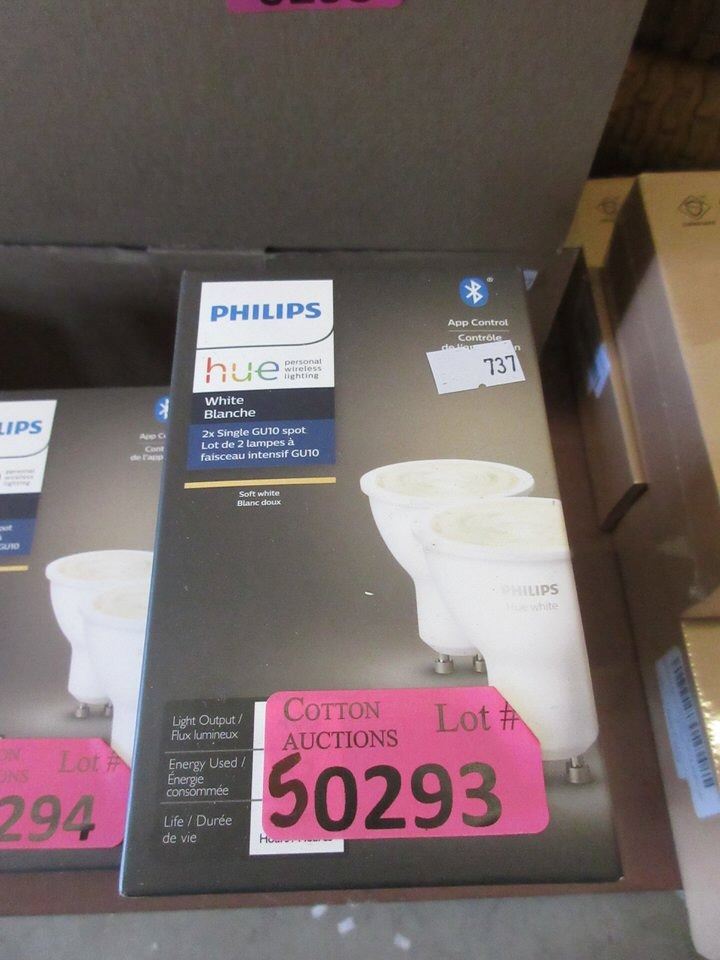 PHILIPS
hue personal wireless lighting
White
Blanche
2x Single GU10 spot
Lot de 2 lampes à
faisceau intensif GU10
Soft white
Blanc doux
App Control
Contrôle
737
PHILIPS
Hue white
Light Output /
Flux lumineux
Energy Used /
Énergie
consommée
Life / Durée
de vie
COTTON
AUCTIONS
Lot #
50293
LIPS
Lot #
294